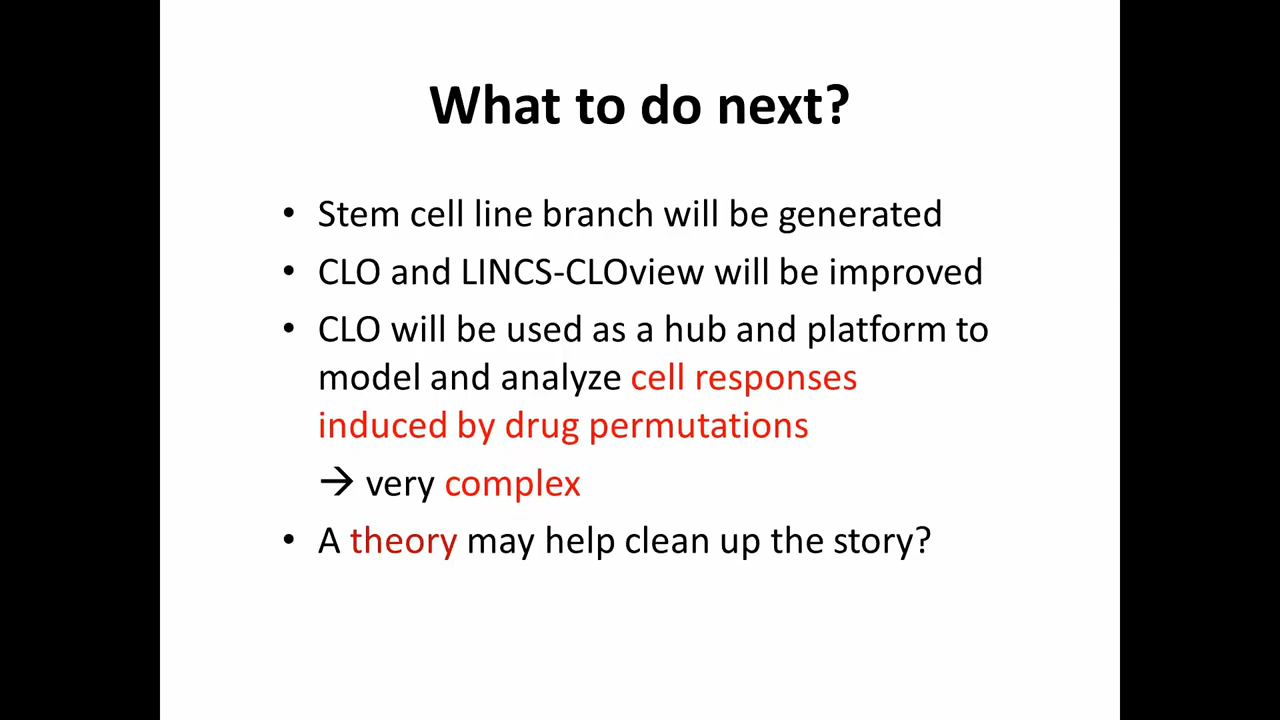 What to do next?
• Stem cell line branch will be generated
• CLO and LINCS-CLOview will be improved
• CLO will be used as a hub and platform to
model and analyze cell responses
induced by drug permutations
→ very complex
• A theory may help clean up the story?